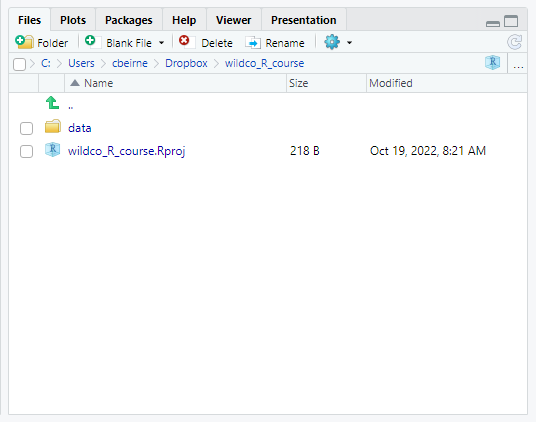 Files Plots Packages Help Viewer Presentation
Folder Blank File Delete Rename
C: Users cbeirne Dropbox wildco_R_course R ...
Name Size Modified
..
data
R wildco_R_course.Rproj 218 B Oct 19, 2022, 8:21 AM